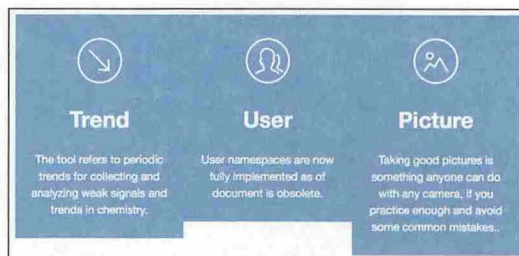 Trend
The tool refers to periodic
trends for collecting and
analyzing weak signals and
trends in chemistry.
User
User namespaces are now
fully implemented as of
document is obsolete.
Picture
Taking good pictures is
something anyone can do
with any camera, if you
practice enough and avoid
some common mistakes..